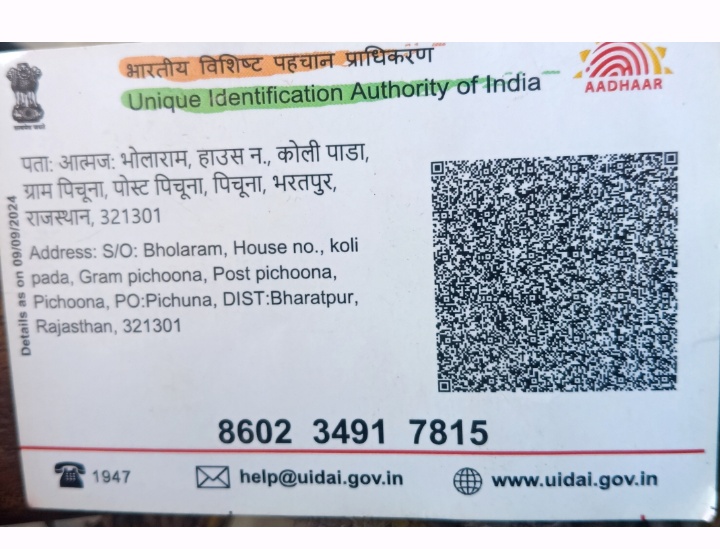 भारतीय विशिष्ट पहचान प्राधिकरण
Unique Identification Authority of India
AADHAAR
पता: आत्मज: भोलाराम, हाउस न., कोली पाडा,
ग्राम पिचूना, पोस्ट पिचूना, पिचूना, भरतपुर,
राजस्थान, 321301
Address: S/O: Bholaram, House no., koli
pada, Gram pichoona, Post pichoona,
Pichoona, PO:Pichuna, DIST:Bharatpur,
Rajasthan, 321301
Details as on 09/09/2024
8602 3491 7815
1947
help@uidai.gov.in
www.uidai.gov.in